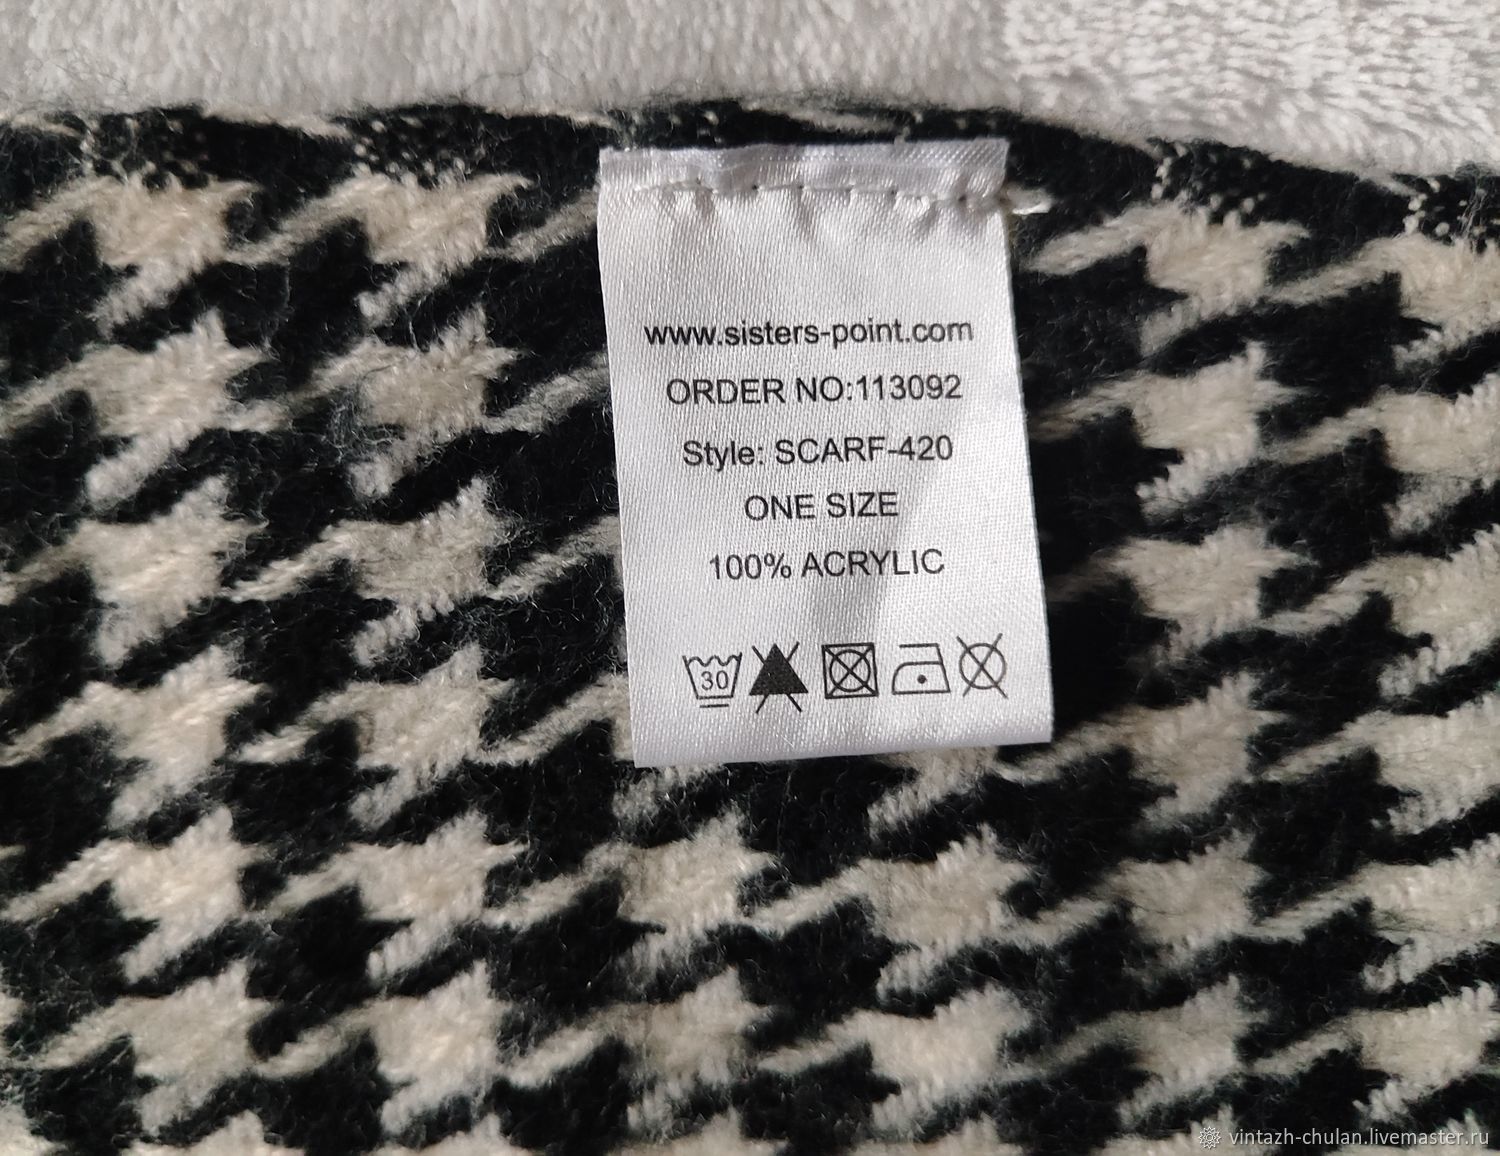 www.sisters-point.com
ORDER NO:113092
Style: SCARF-420
ONE SIZE
100% ACRYLIC
30
vintazh-chulan.livemaster.ru